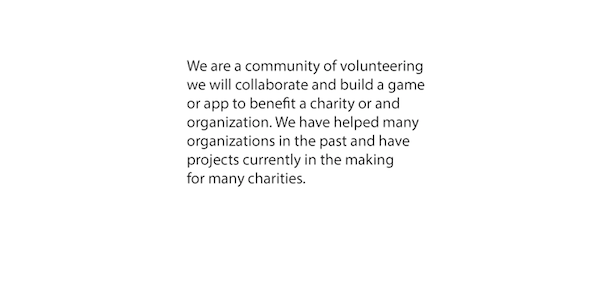 We are a community of volunteering
we will collaborate and build a game
or app to benefit a charity or and
organization. We have helped many
organizations in the past and have
projects currently in the making
for many charities.